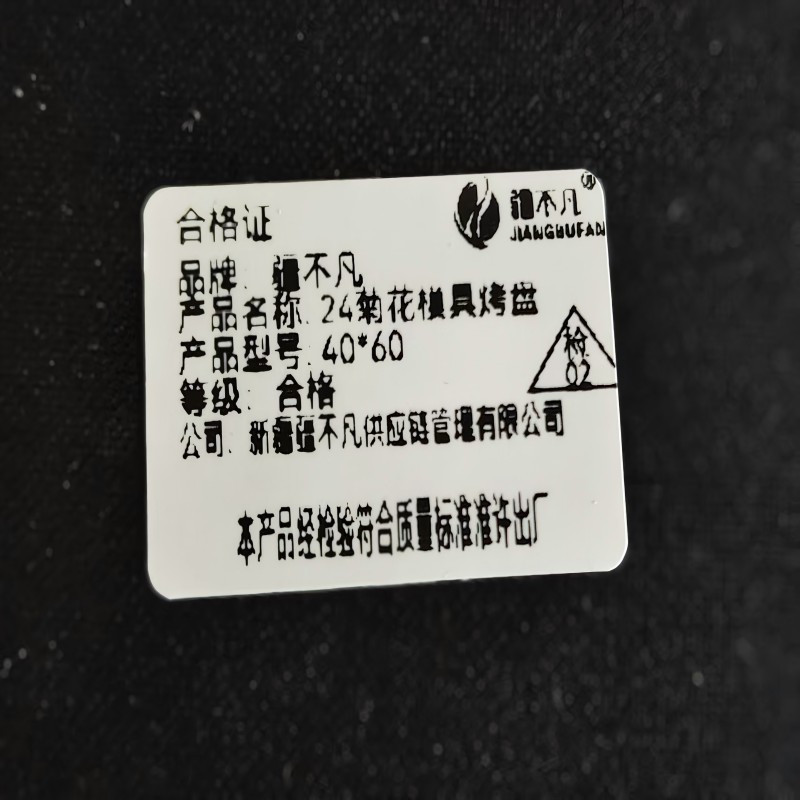 合格证
疆不凡®
JIANGBUFAN
品牌: 疆不凡
产品名称: 24菊花模具烤盘
产品型号: 40*60
检
02
等级: 合格
公司: 新疆疆不凡供应链管理有限公司
本产品经检验符合质量标准准许出厂